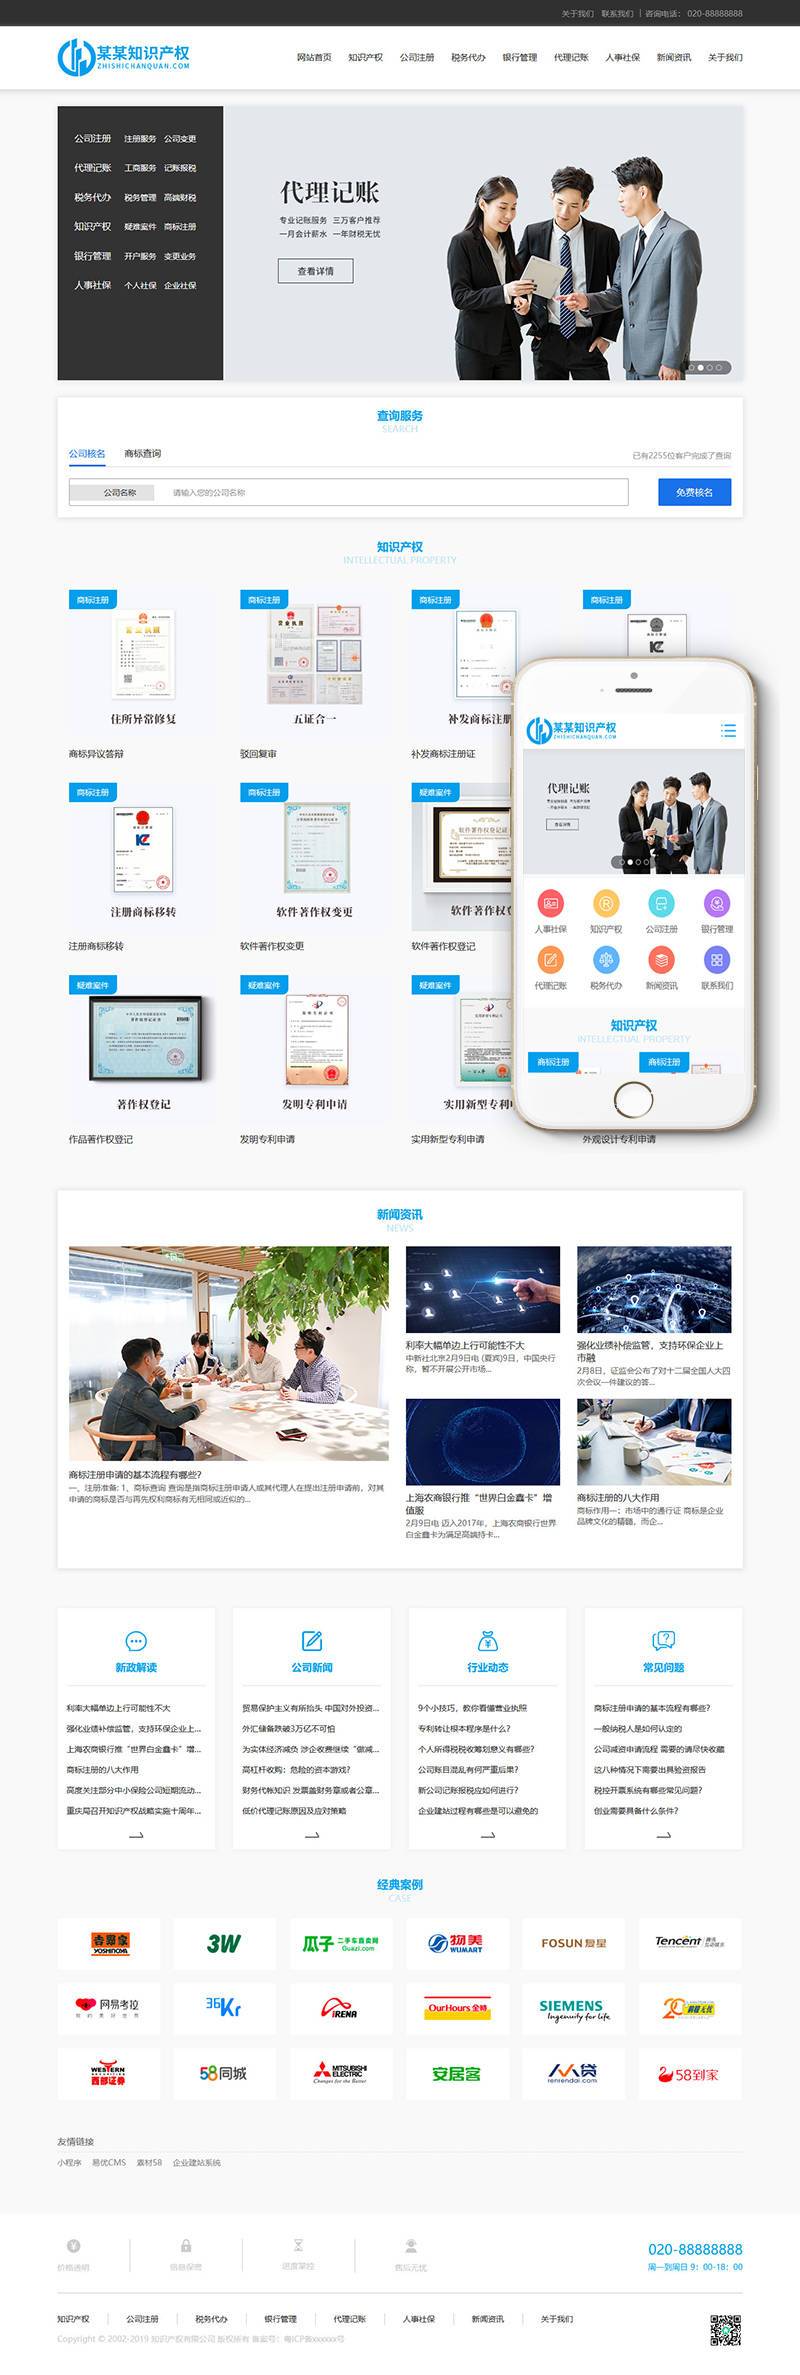 关于我们 联系我们 | 咨询电话: 020-88888888
某某知识产权
ZHISHICHANQUAN.COM
网站首页 知识产权 公司注册 税务代办 银行管理 代理记账 人事社保 新闻资讯 关于我们
公司注册 注册服务 公司变更
代理记账 工商服务 记账报税
税务代办 税务管理 高端财税
知识产权 疑难案件 商标注册
银行管理 开户服务 变更业务
人事社保 个人社保 企业社保
代理记账
专业记账服务 三万客户推荐
一月会计薪水 一年财税无忧
查看详情
查询服务
SEARCH
公司核名 商标查询
已有2255位客户完成了查询
公司名称 请输入您的公司名称
免费核名
知识产权
INTELLECTUAL PROPERTY
商标注册 商标注册 商标注册 商标注册
营业执照
住所异常修复 五证合一 补发商标注册
商标异议答辩 驳回复审 补发商标注册证
商标注册 商标注册 疑难案件
注册商标移转 软件著作权变更 软件著作权
注册商标移转 软件著作权变更 软件著作权登记
疑难案件 疑难案件 疑难案件
著作权登记 发明专利申请 实用新型专利
作品著作权登记 发明专利申请 实用新型专利申请 外观设计专利申请
某某知识产权
ZHISHICHANQUAN.COM
代理记账
查看详情
人事社保 知识产权 公司注册 银行管理
代理记账 税务代办 新闻资讯 联系我们
知识产权
INTELLECTUAL PROPERTY
商标注册 商标注册
新闻资讯
NEWS
商标注册申请的基本流程有哪些?
一、注册准备: 1、商标查询 查询是指商标注册申请人或其代理人在提出注册申请前，对其
申请的商标是否与再先权利商标有无相同或近似的...
利率大幅单边上行可能性不大
中新社北京2月9日电 (夏宾)9日，中国央行
称，暂不开展公开市场...
强化业绩补偿监管，支持环保企业上
市融
2月8日，证监会公布了对十二届全国人大四
次会议一件建议的答...
上海农商银行推“世界白金鑫卡”增
值服
2月9日电 迈入2017年，上海农商银行世界
白金鑫卡为满足高端持卡...
商标注册的八大作用
商标作用一：市场中的通行证 商标是企业
品牌文化的精髓，而企...
新政解读
利率大幅单边上行可能性不大
强化业绩补偿监管，支持环保企业上...
上海农商银行推“世界白金鑫卡”增...
商标注册的八大作用
高度关注部分中小保险公司短期流动...
重庆局召开知识产权战略实施十周年...
公司新闻
贸易保护主义有所抬头 中国对外投资...
外汇储备跌破3万亿不可怕
为实体经济减负 涉企收费继续“做减...
高杠杆收购：危险的资本游戏?
财务代帐知识 发票盖财务章或者公章...
低价代理记账原因及应对策略
行业动态
9个小技巧，教你看懂营业执照
专利转让根本程序是什么?
个人所得税税收筹划意义有哪些?
公司账目混乱有何严重后果?
新公司记账报税应如何进行?
企业建站过程有哪些是可以避免的
常见问题
商标注册申请的基本流程有哪些?
一般纳税人是如何认定的
公司减资申请流程 需要的请尽快收藏
这八种情况下需要出具验资报告
税控开票系统有哪些常见问题?
创业需要具备什么条件?
经典案例
CASE
吉野家
YOSHINOYA
3W
瓜子 二手车直卖网
Guazi.com
物美
WUMART
FOSUN 复星
Tencent 腾讯
网易考拉
36Kr
iRENA
OurHours 全时
SIEMENS
Ingenuity for life
前程无忧
WESTERN
SECURITIES
西部证券
58同城
MITSUBISHI
ELECTRIC
Changes for the Better
安居客
人人贷
renrendai.com
58到家
友情链接
小程序 易优CMS 素材58 企业建站系统
价格透明 信息保密 进度掌控 售后无忧
020-88888888
周一到周日 9：00-18：00
知识产权 公司注册 税务代办 银行管理 代理记账 人事社保 新闻资讯 关于我们
Copyright © 2002-2019 知识产权有限公司 版权所有 备案号：粤ICP备xxxxxx号